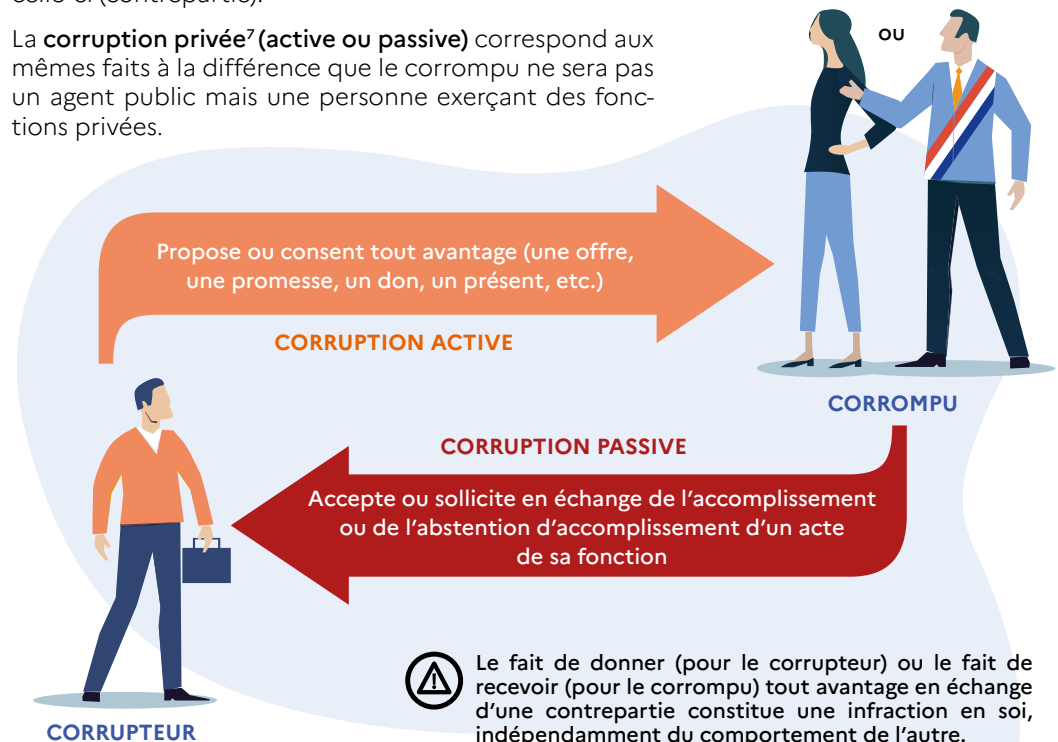 celle-ci (contrepartie).
La corruption privée⁷ (active ou passive) correspond aux
mêmes faits à la différence que le corrompu ne sera pas
un agent public mais une personne exerçant des fonc-
tions privées.
OU
Propose ou consent tout avantage (une offre,
une promesse, un don, un présent, etc.)
CORRUPTION ACTIVE
CORROMPU
CORRUPTION PASSIVE
Accepte ou sollicite en échange de l’accomplissement
ou de l’abstention d’accomplissement d’un acte
de sa fonction
CORRUPTEUR
Le fait de donner (pour le corrupteur) ou le fait de
recevoir (pour le corrompu) tout avantage en échange
d’une contrepartie constitue une infraction en soi,
indépendamment du comportement de l’autre.